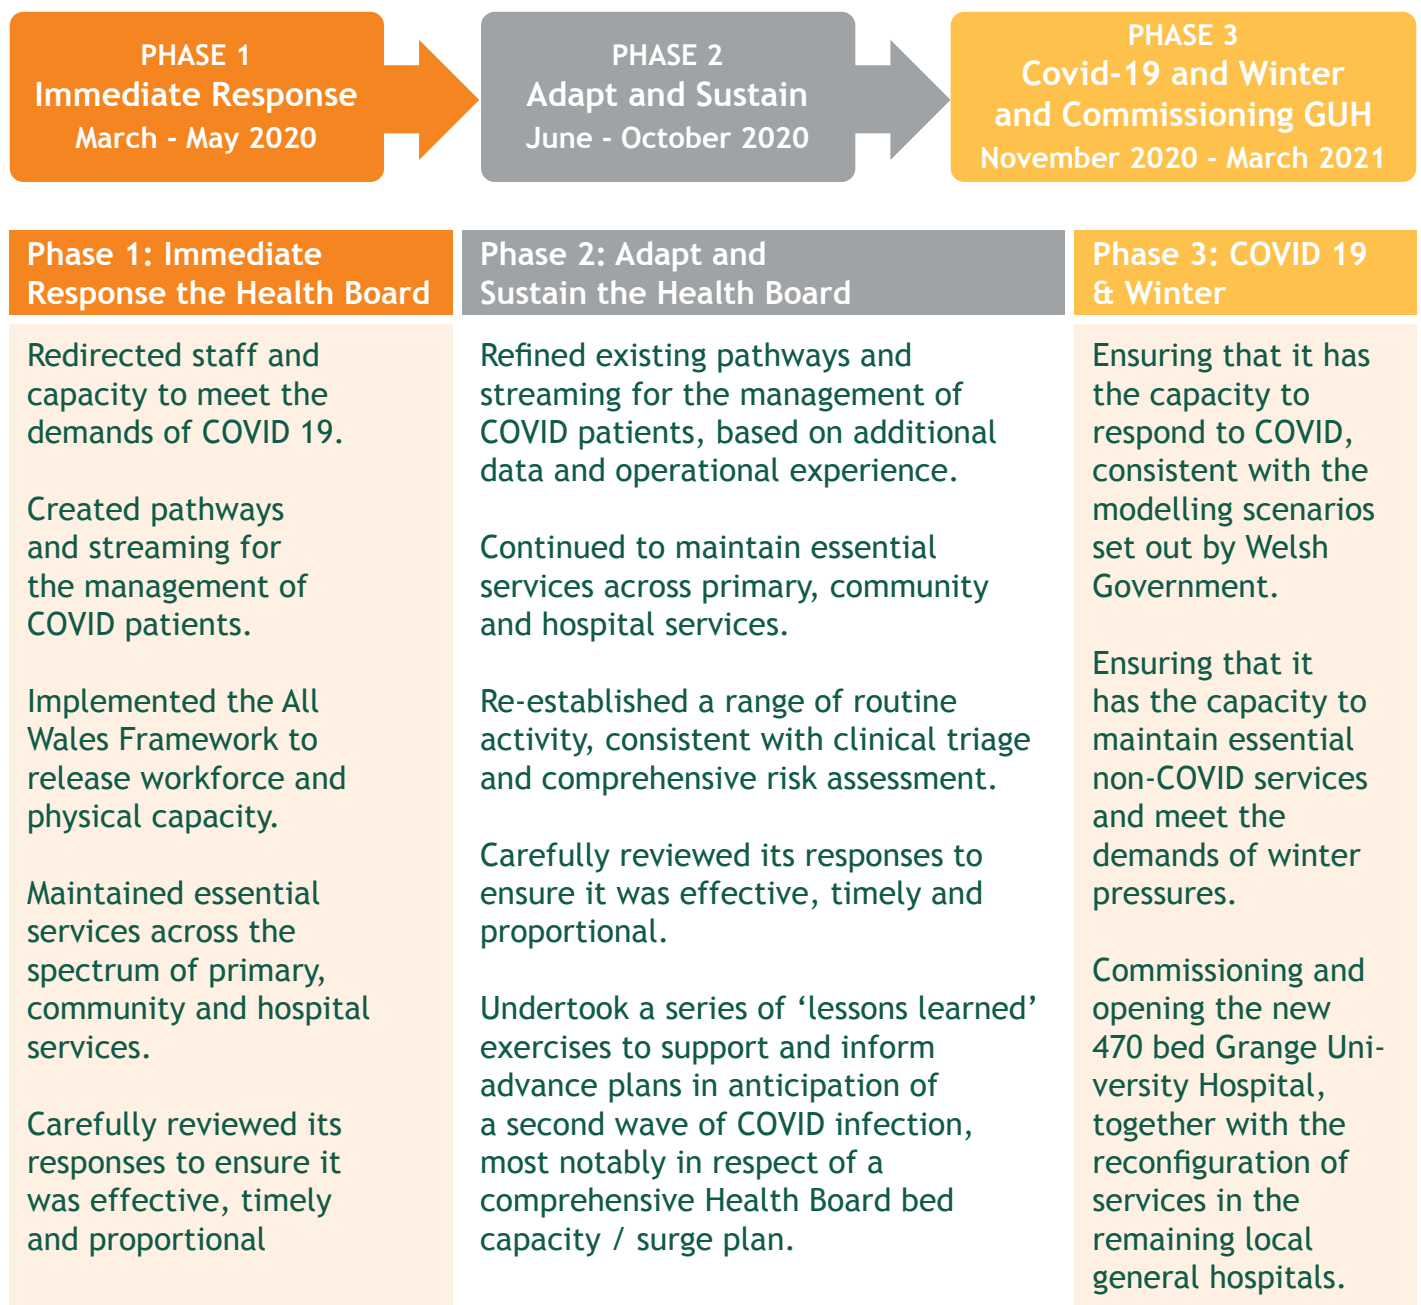 PHASE 1
Immediate Response
March - May 2020
PHASE 2
Adapt and Sustain
June - October 2020
PHASE 3
Covid-19 and Winter
and Commissioning GUH
November 2020 - March 2021
Phase 1: Immediate
Response the Health Board
Redirected staff and
capacity to meet the
demands of COVID 19.
Created pathways
and streaming for
the management of
COVID patients.
Implemented the All
Wales Framework to
release workforce and
physical capacity.
Maintained essential
services across the
spectrum of primary,
community and hospital
services.
Carefully reviewed its
responses to ensure it
was effective, timely
and proportional
Phase 2: Adapt and
Sustain the Health Board
Refined existing pathways and
streaming for the management of
COVID patients, based on additional
data and operational experience.
Continued to maintain essential
services across primary, community
and hospital services.
Re-established a range of routine
activity, consistent with clinical triage
and comprehensive risk assessment.
Carefully reviewed its responses to
ensure it was effective, timely and
proportional.
Undertook a series of ‘lessons learned’
exercises to support and inform
advance plans in anticipation of
a second wave of COVID infection,
most notably in respect of a
comprehensive Health Board bed
capacity / surge plan.
Phase 3: COVID 19
& Winter
Ensuring that it has
the capacity to
respond to COVID,
consistent with the
modelling scenarios
set out by Welsh
Government.
Ensuring that it
has the capacity to
maintain essential
non-COVID services
and meet the
demands of winter
pressures.
Commissioning and
opening the new
470 bed Grange Uni-
versity Hospital,
together with the
reconfiguration of
services in the
remaining local
general hospitals.